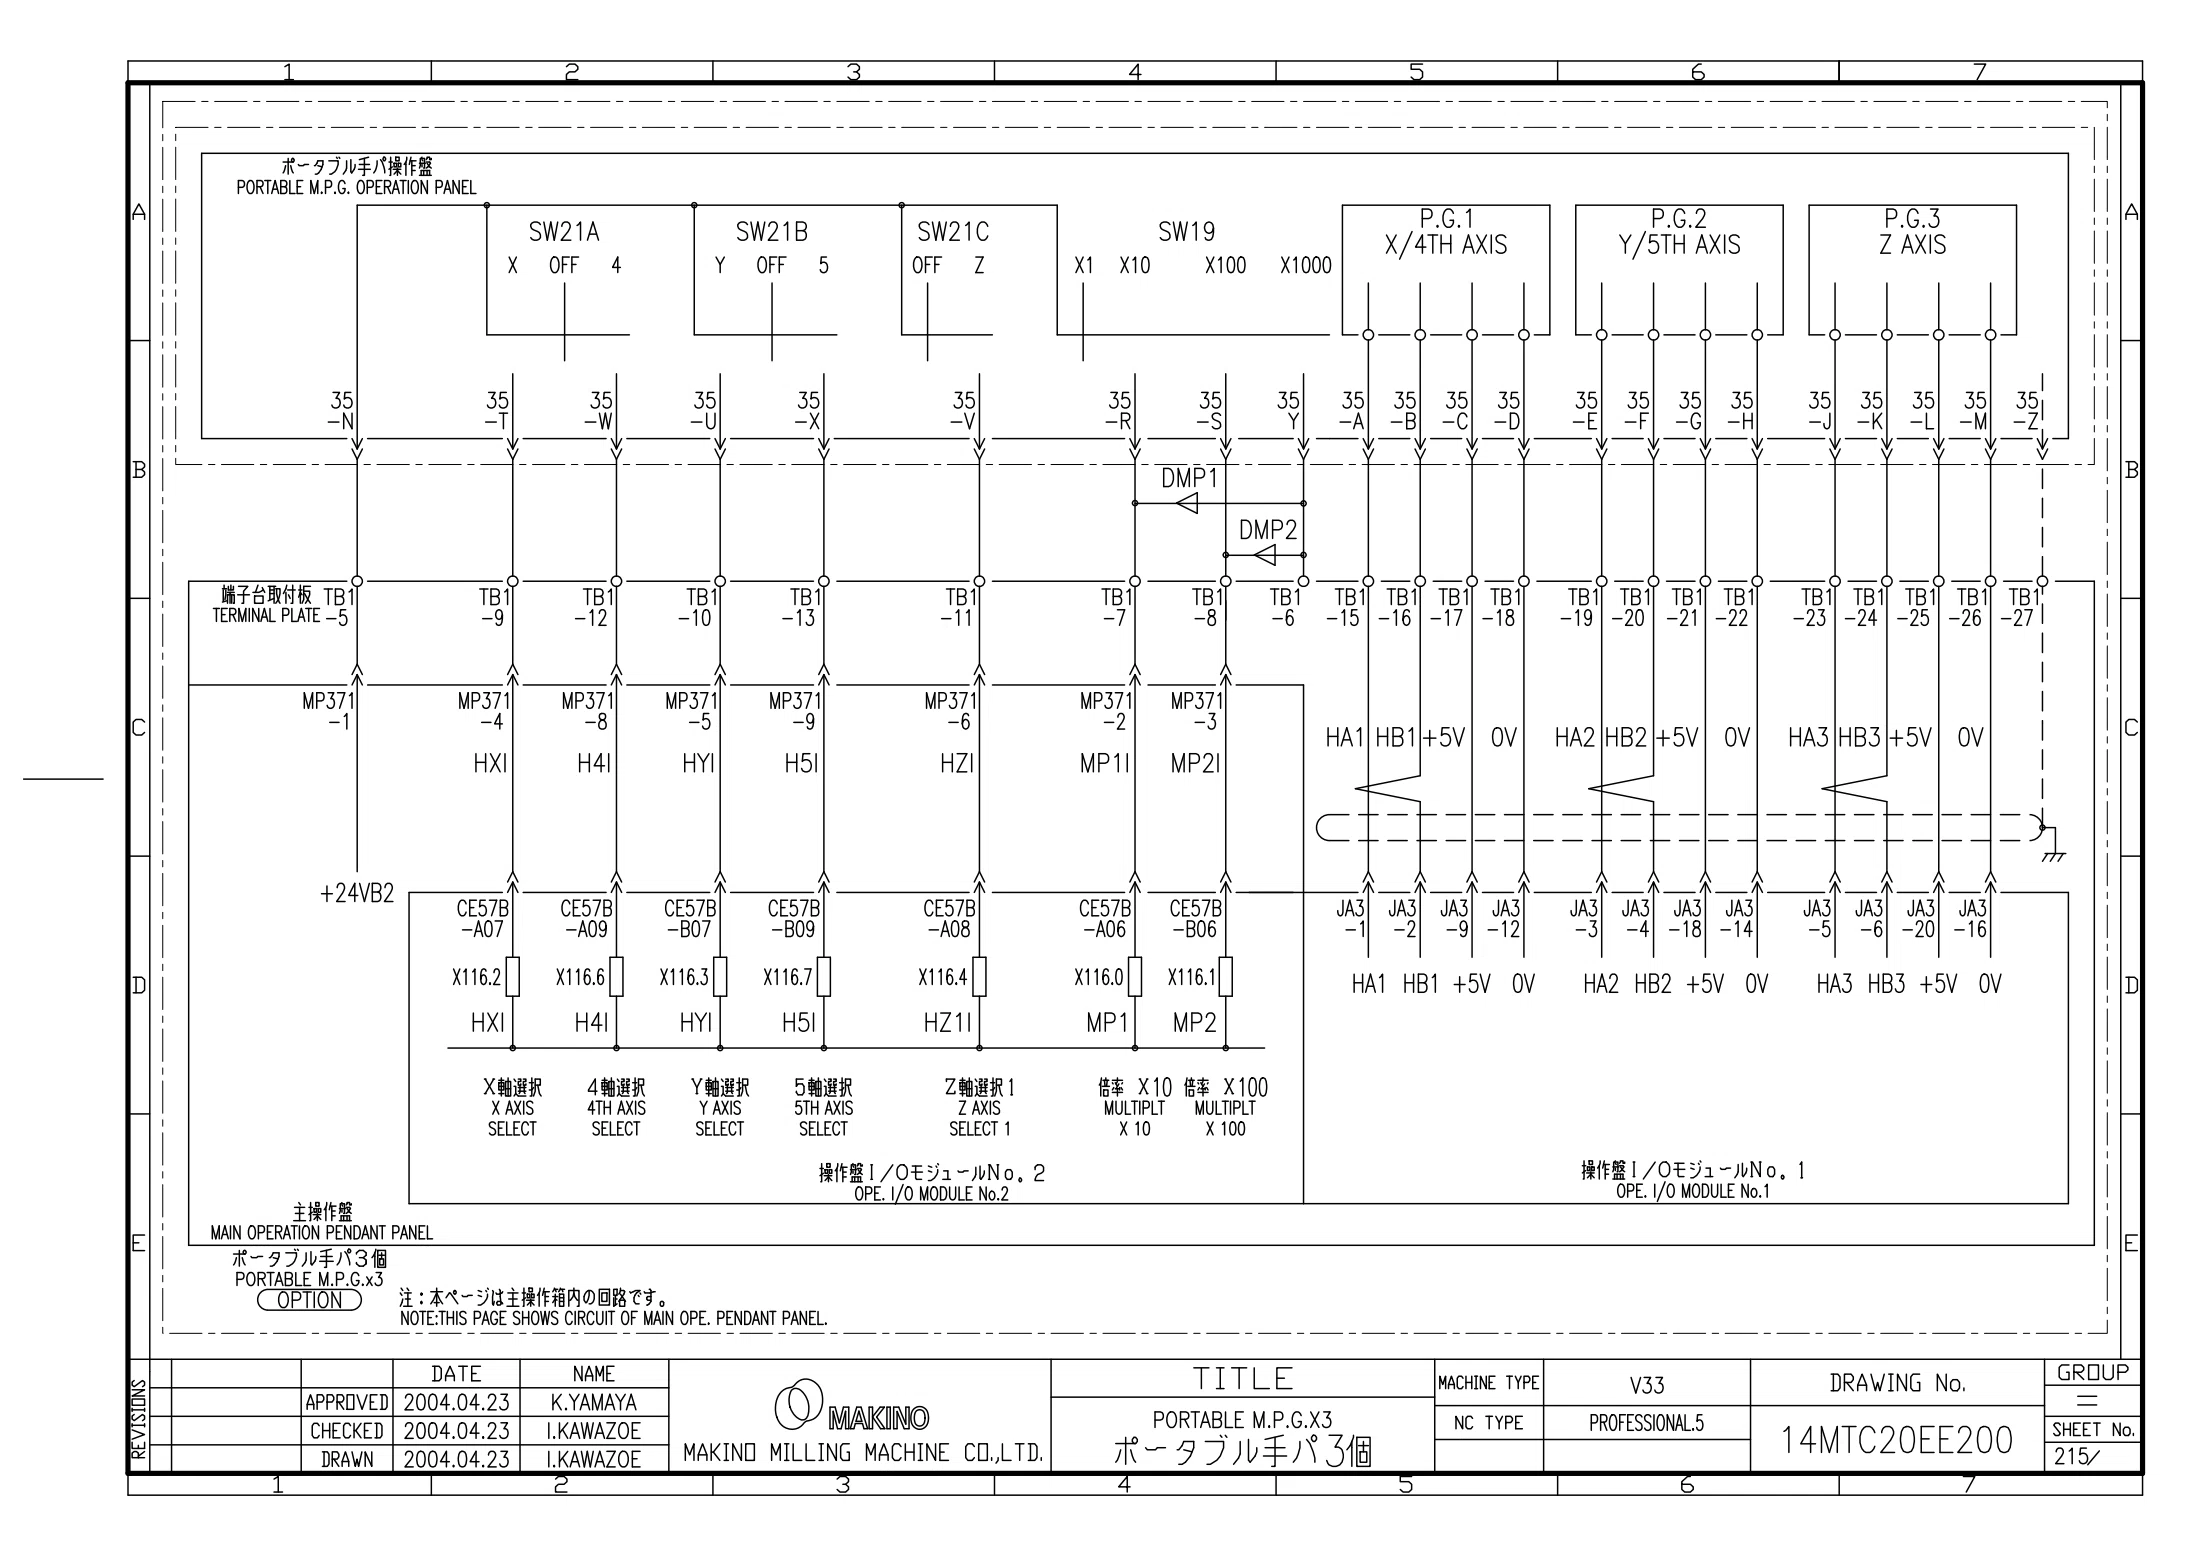 1 2 3 4 5 6 7
A A
B B
C C
D D
E E
ポータブル手パ操作盤
PORTABLE M.P.G. OPERATION PANEL
SW21A SW21B SW21C SW19
X OFF 4 Y OFF 5 OFF Z X1 X10 X100 X1000
P.G.1 P.G.2 P.G.3
X/4TH AXIS Y/5TH AXIS Z AXIS
35 35 35 35 35 35 35 35 35 35 35 35 35 35 35 35 35 35 35 35 35 35
-N -T -W -U -X -V -R -S Y -A -B -C -D -E -F -G -H -J -K -L -M -Z
DMP1
DMP2
端子台取付板 TB1 TB1 TB1 TB1 TB1 TB1 TB1 TB1 TB1 TB1 TB1 TB1 TB1 TB1 TB1 TB1 TB1 TB1 TB1 TB1 TB1 TB1
TERMINAL PLATE -5 -9 -12 -10 -13 -11 -7 -8 -6 -15 -16 -17 -18 -19 -20 -21 -22 -23 -24 -25 -26 -27
MP371 MP371 MP371 MP371 MP371 MP371 MP371 MP371
-1 -4 -8 -5 -9 -6 -2 -3
HA1 HB1 +5V 0V HA2 HB2 +5V 0V HA3 HB3 +5V 0V
HXI H4I HYI H5I HZI MP1I MP2I
+24VB2
CE57B CE57B CE57B CE57B CE57B CE57B CE57B JA3 JA3 JA3 JA3 JA3 JA3 JA3 JA3 JA3 JA3 JA3 JA3
-A07 -A09 -B07 -B09 -A08 -A06 -B06 -1 -2 -9 -12 -3 -4 -18 -14 -5 -6 -20 -16
X116.2 X116.6 X116.3 X116.7 X116.4 X116.0 X116.1
HA1 HB1 +5V 0V HA2 HB2 +5V 0V HA3 HB3 +5V 0V
HXI H4I HYI H5I HZ1I MP1 MP2
X軸選択 4軸選択 Y軸選択 5軸選択 Z軸選択1 倍率 X10 倍率 X100
X AXIS 4TH AXIS Y AXIS 5TH AXIS Z AXIS MULTIPLT MULTIPLT
SELECT SELECT SELECT SELECT SELECT 1 X 10 X 100
操作盤I/OモジュールNo。2
OPE. I/O MODULE No.2
操作盤I/OモジュールNo。1
OPE. I/O MODULE No.1
主操作盤
MAIN OPERATION PENDANT PANEL
ポータブル手パ3個
PORTABLE M.P.G.x3
OPTION
注：本ページは主操作箱内の回路です。
NOTE:THIS PAGE SHOWS CIRCUIT OF MAIN OPE. PENDANT PANEL.
REVISIONS
DATE NAME
APPROVED 2004.04.23 K.YAMAYA
CHECKED 2004.04.23 I.KAWAZOE
DRAWN 2004.04.23 I.KAWAZOE
MAKINO
MAKINO MILLING MACHINE CO.,LTD.
TITLE
PORTABLE M.P.G.X3
ポータブル手パ3個
MACHINE TYPE V33
NC TYPE PROFESSIONAL.5
DRAWING No.
14MTC20EE200
GROUP
=
SHEET No.
215/
1 2 3 4 5 6 7